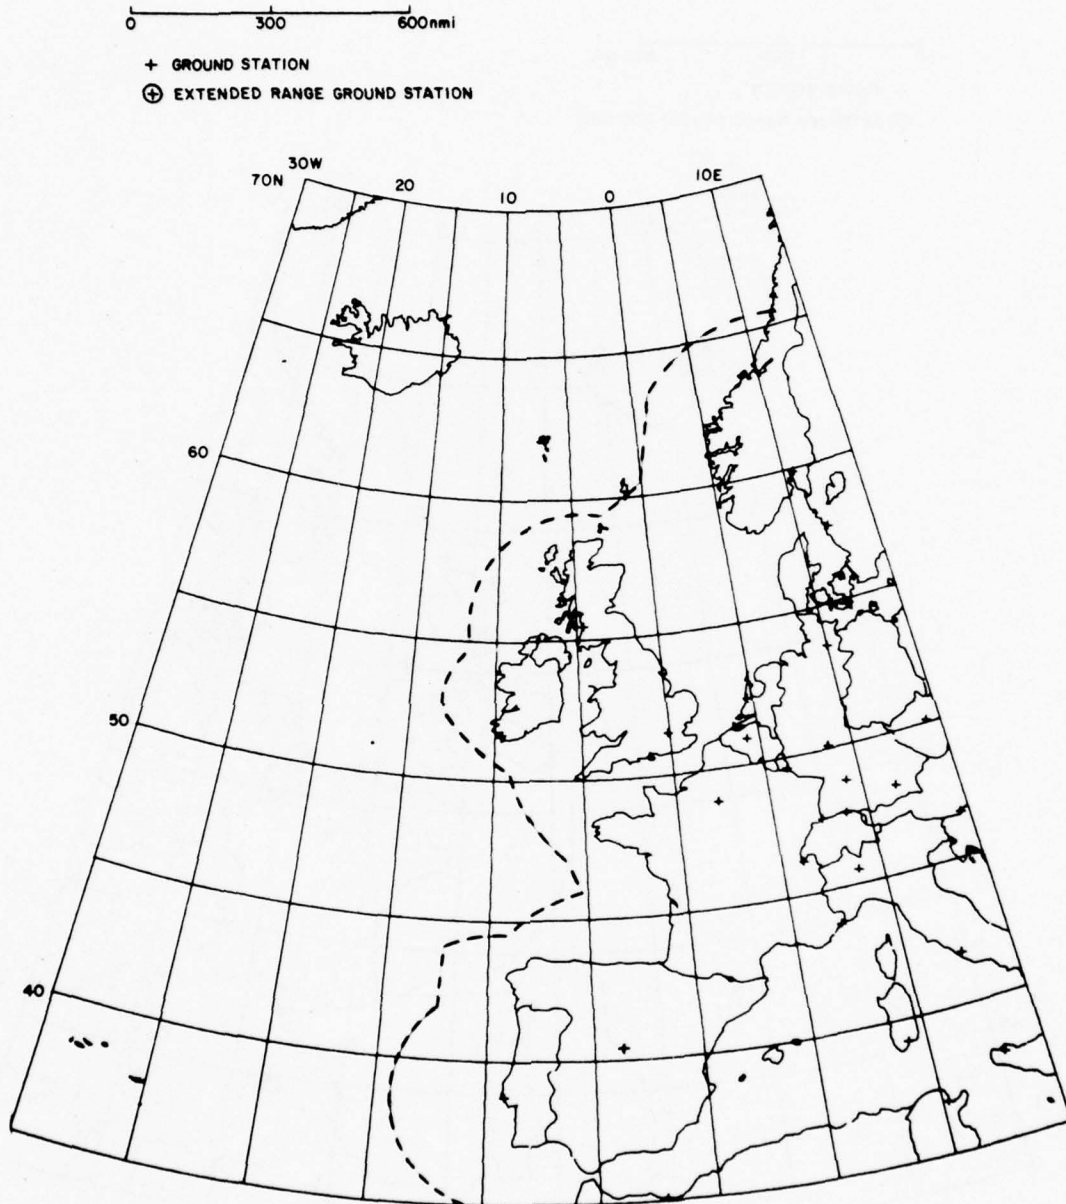 0 300 600nmi
+ GROUND STATION
⊕ EXTENDED RANGE GROUND STATION
30W
70N 20 10 0 10E
60
50
40